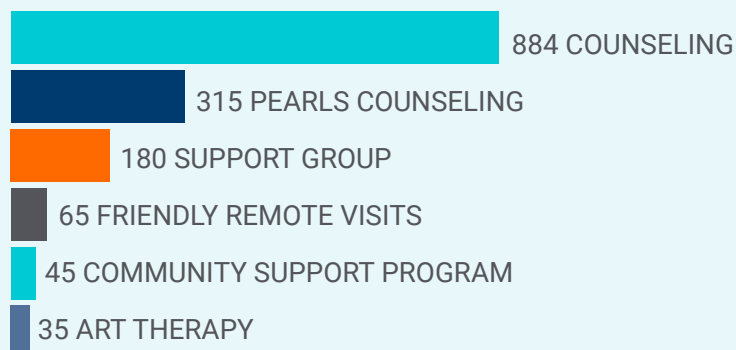 884 COUNSELING
315 PEARLS COUNSELING
180 SUPPORT GROUP
65 FRIENDLY REMOTE VISITS
45 COMMUNITY SUPPORT PROGRAM
35 ART THERAPY